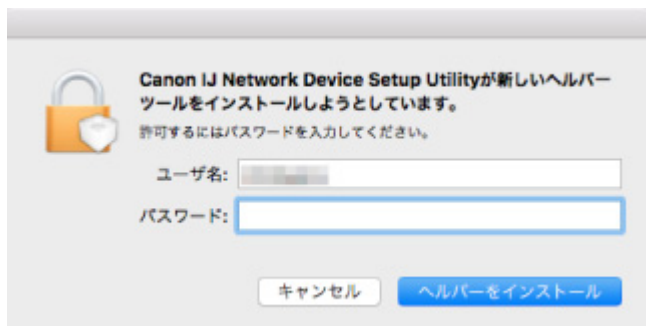 Canon IJ Network Device Setup Utilityが新しいヘルパー
ツールをインストールしようとしています。
許可するにはパスワードを入力してください。
ユーザ名:
パスワード:
キャンセル
ヘルパーをインストール